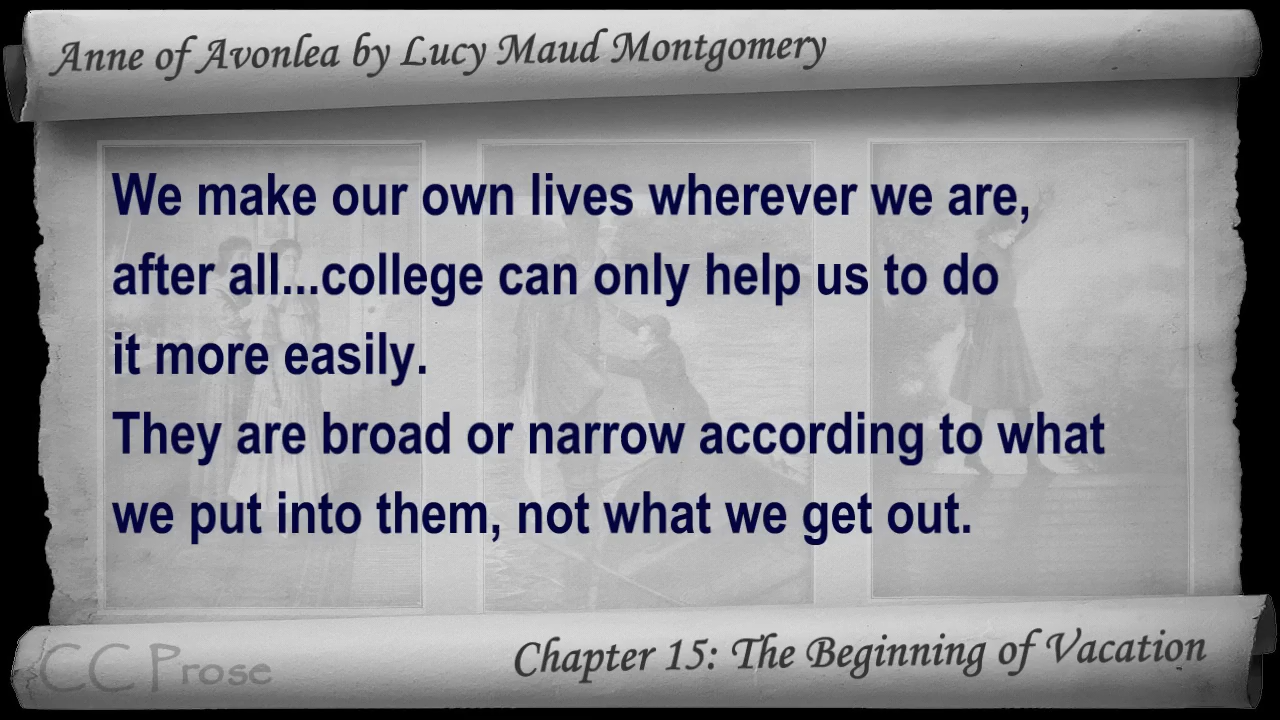 Anne of Avonlea by Lucy Maud Montgomery
We make our own lives wherever we are,
after all...college can only help us to do
it more easily.
They are broad or narrow according to what
we put into them, not what we get out.
CC Prose
Chapter 15: The Beginning of Vacation